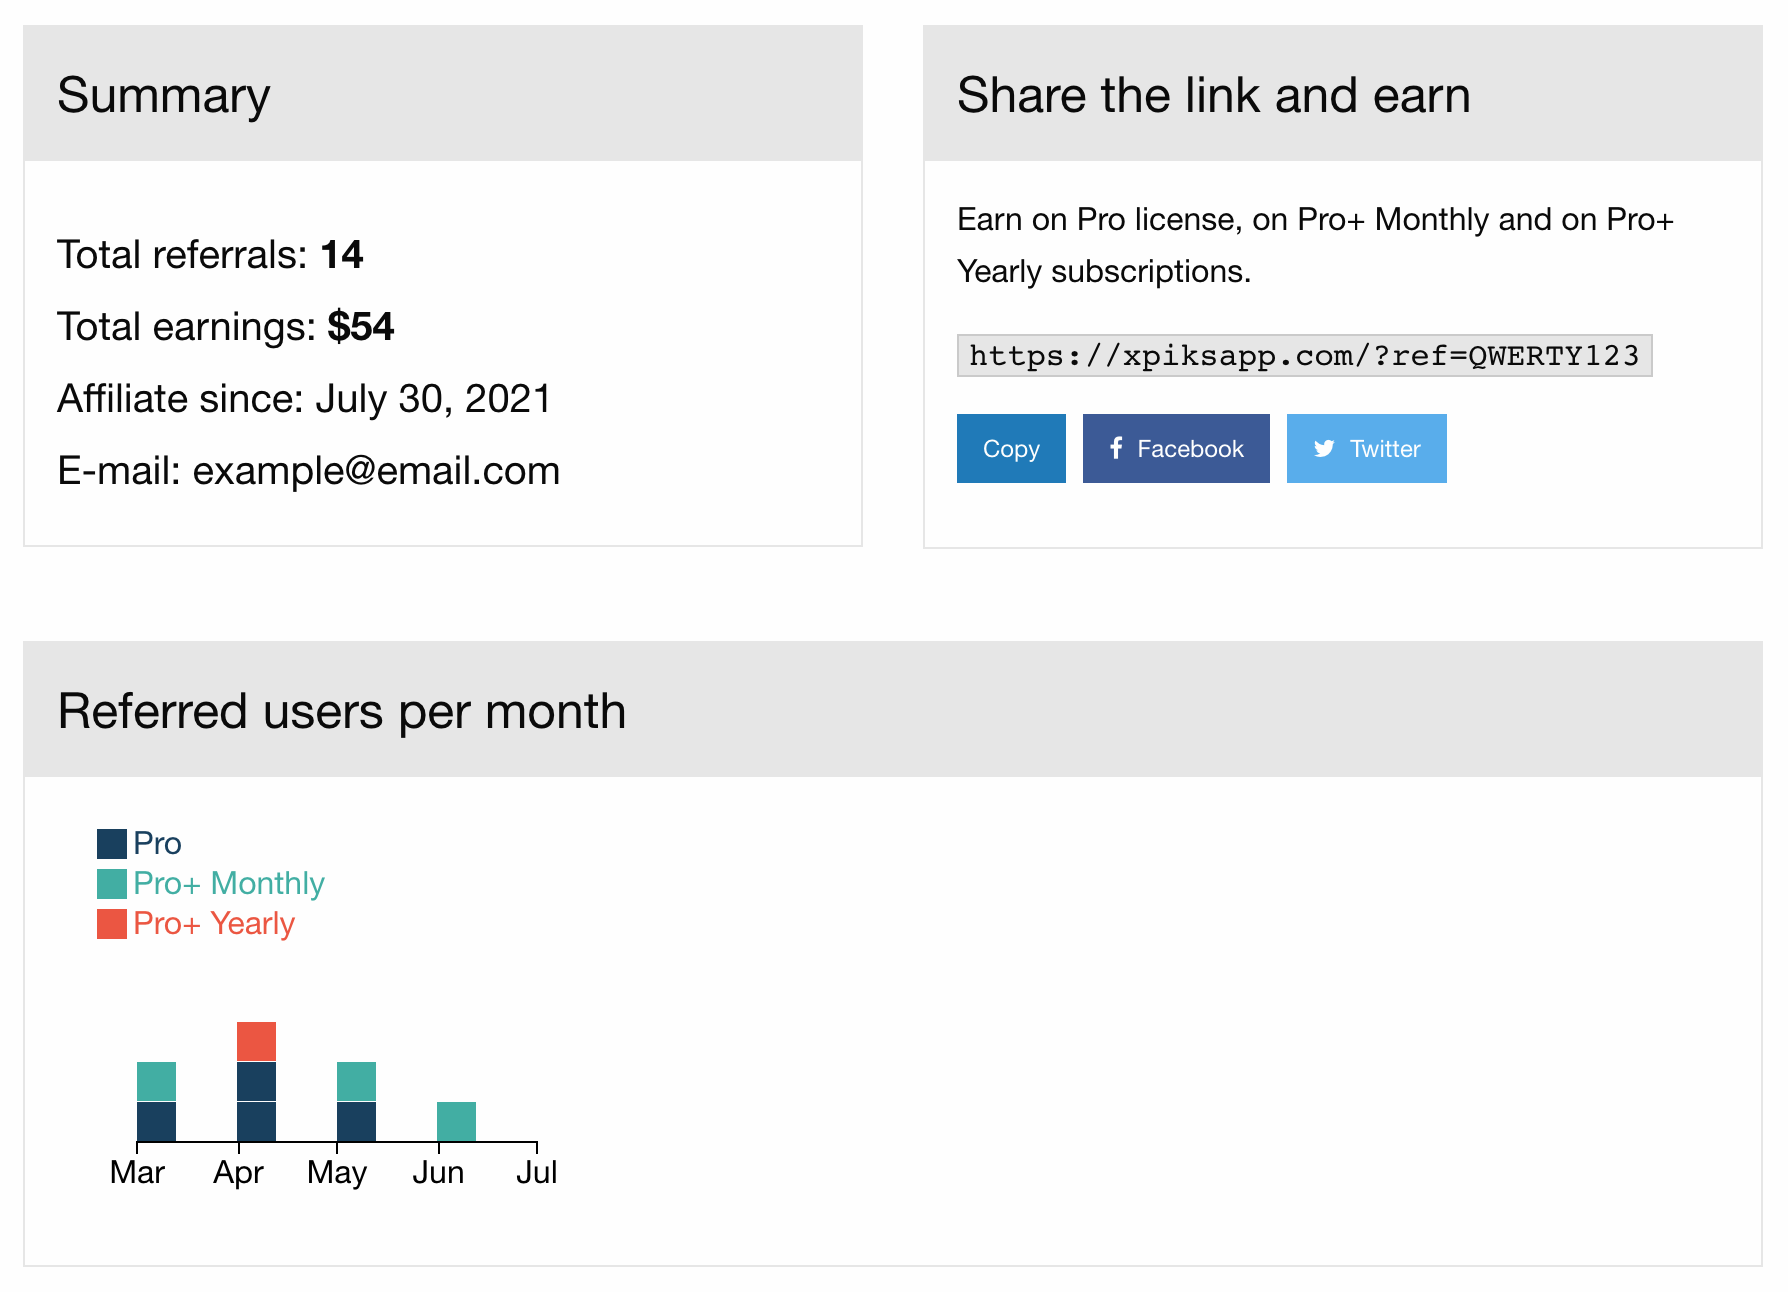 Summary
Total referrals: 14
Total earnings: $54
Affiliate since: July 30, 2021
E-mail: example@email.com
Share the link and earn
Earn on Pro license, on Pro+ Monthly and on Pro+
Yearly subscriptions.
https://xpiksapp.com/?ref=QWERTY123
Copy Facebook Twitter
Referred users per month
Pro
Pro+ Monthly
Pro+ Yearly
Mar Apr May Jun Jul